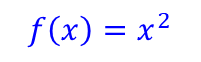 f(x) = x²